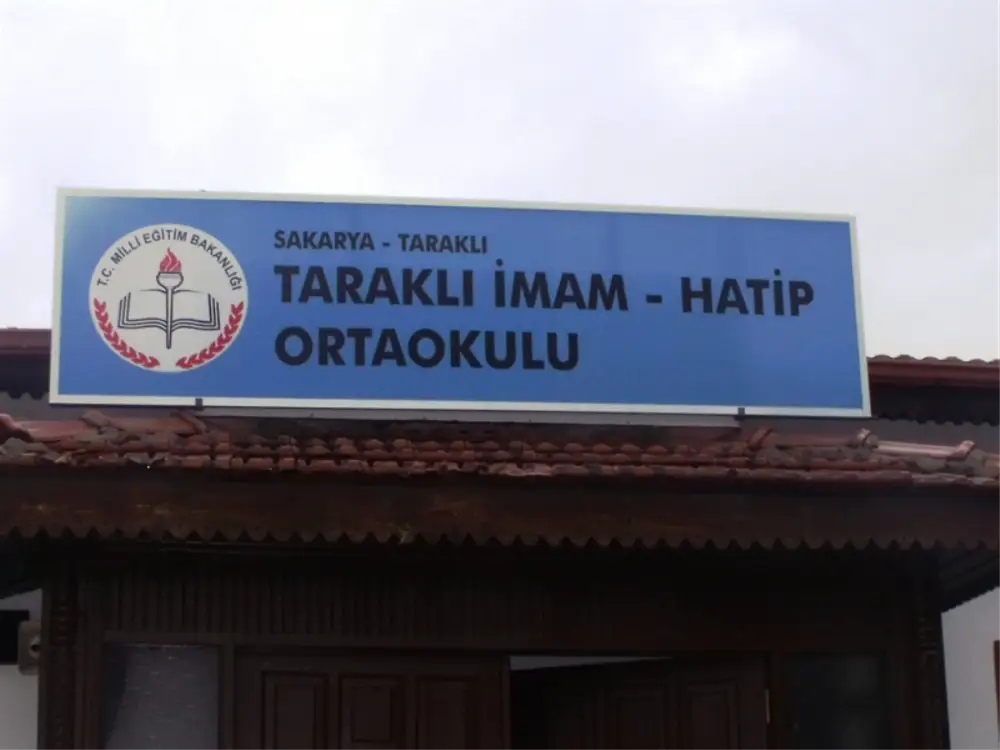 T.C. MİLLİ EĞİTİM BAKANLIĞI
SAKARYA - TARAKLI
TARAKLI İMAM - HATİP
ORTAOKULU